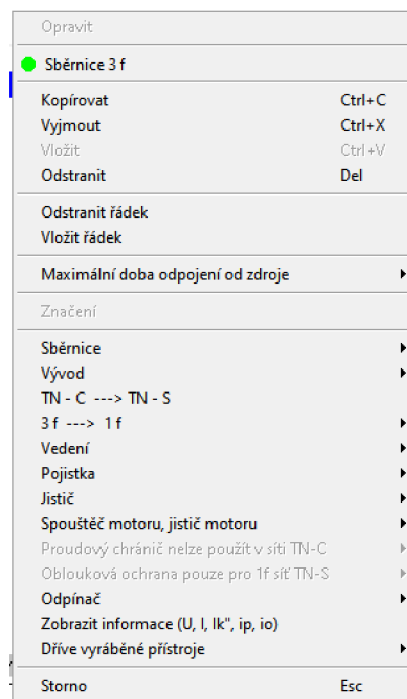 Opravit
Sběrnice 3 f
Kopírovat Ctrl+C
Vyjmout Ctrl+X
Vložit Ctrl+V
Odstranit Del
Odstranit řádek
Vložit řádek
Maximální doba odpojení od zdroje
Značení
Sběrnice
Vývod
TN - C ---> TN - S
3 f ---> 1 f
Vedení
Pojistka
Jistič
Spouštěč motoru, jistič motoru
Proudový chránič nelze použít v síti TN-C
Oblouková ochrana pouze pro 1f síť TN-S
Odpínač
Zobrazit informace (U, I, Ik", ip, io)
Dříve vyráběné přístroje
Storno Esc